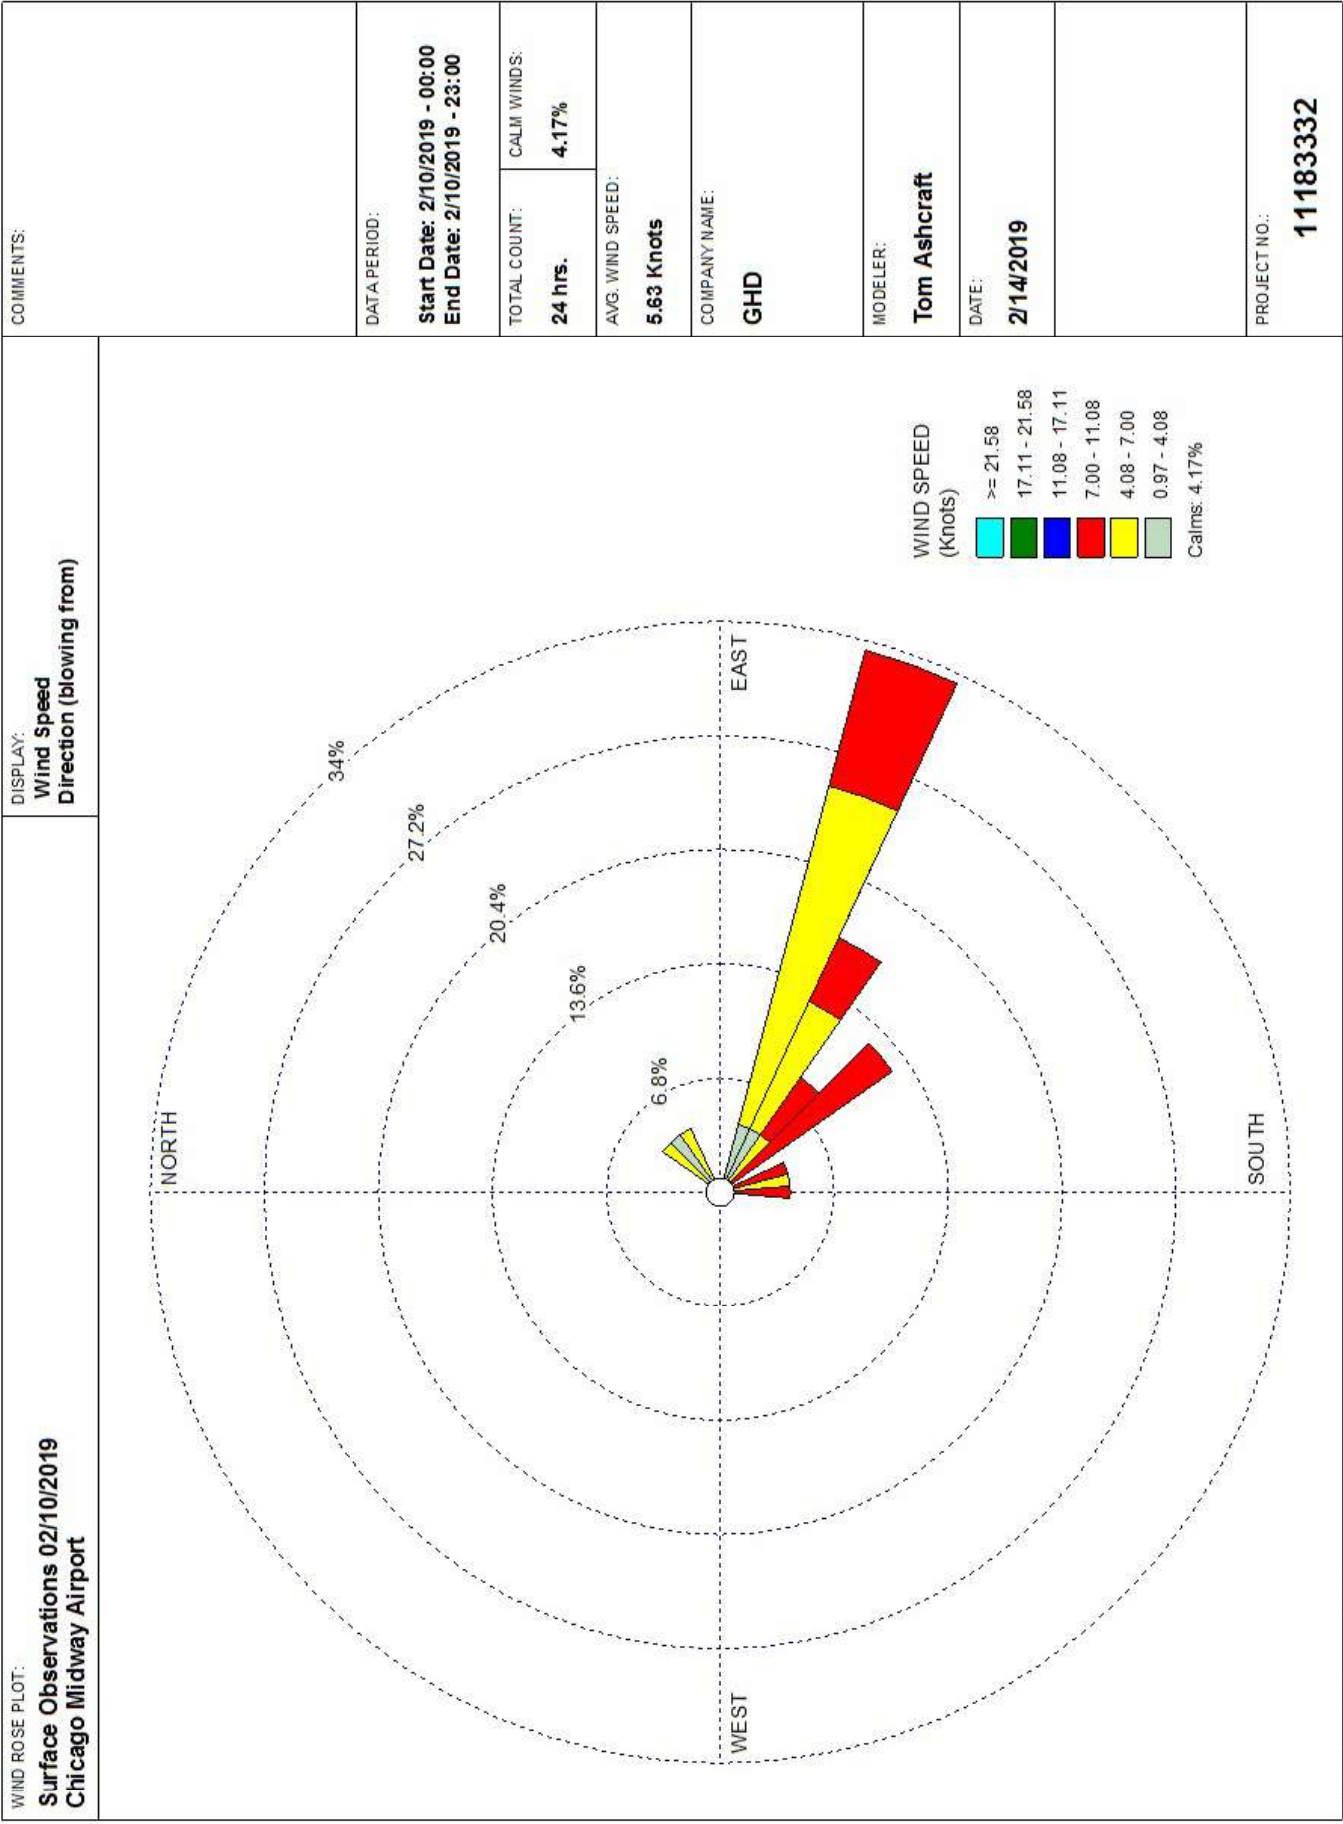 WIND ROSE PLOT:
Surface Observations 02/10/2019
Chicago Midway Airport
DISPLAY:
Wind Speed
Direction (blowing from)
COMMENTS:
NORTH
34%
27.2%
20.4%
13.6%
6.8%
WEST
EAST
SOUTH
WIND SPEED
(Knots)
>= 21.58
17.11 - 21.58
11.08 - 17.11
7.00 - 11.08
4.08 - 7.00
0.97 - 4.08
Calms: 4.17%
DATA PERIOD:
Start Date: 2/10/2019 - 00:00
End Date: 2/10/2019 - 23:00
TOTAL COUNT:
24 hrs.
CALM WINDS:
4.17%
AVG. WIND SPEED:
5.63 Knots
COMPANY NAME:
GHD
MODELER:
Tom Ashcraft
DATE:
2/14/2019
PROJECT NO.:
11183332